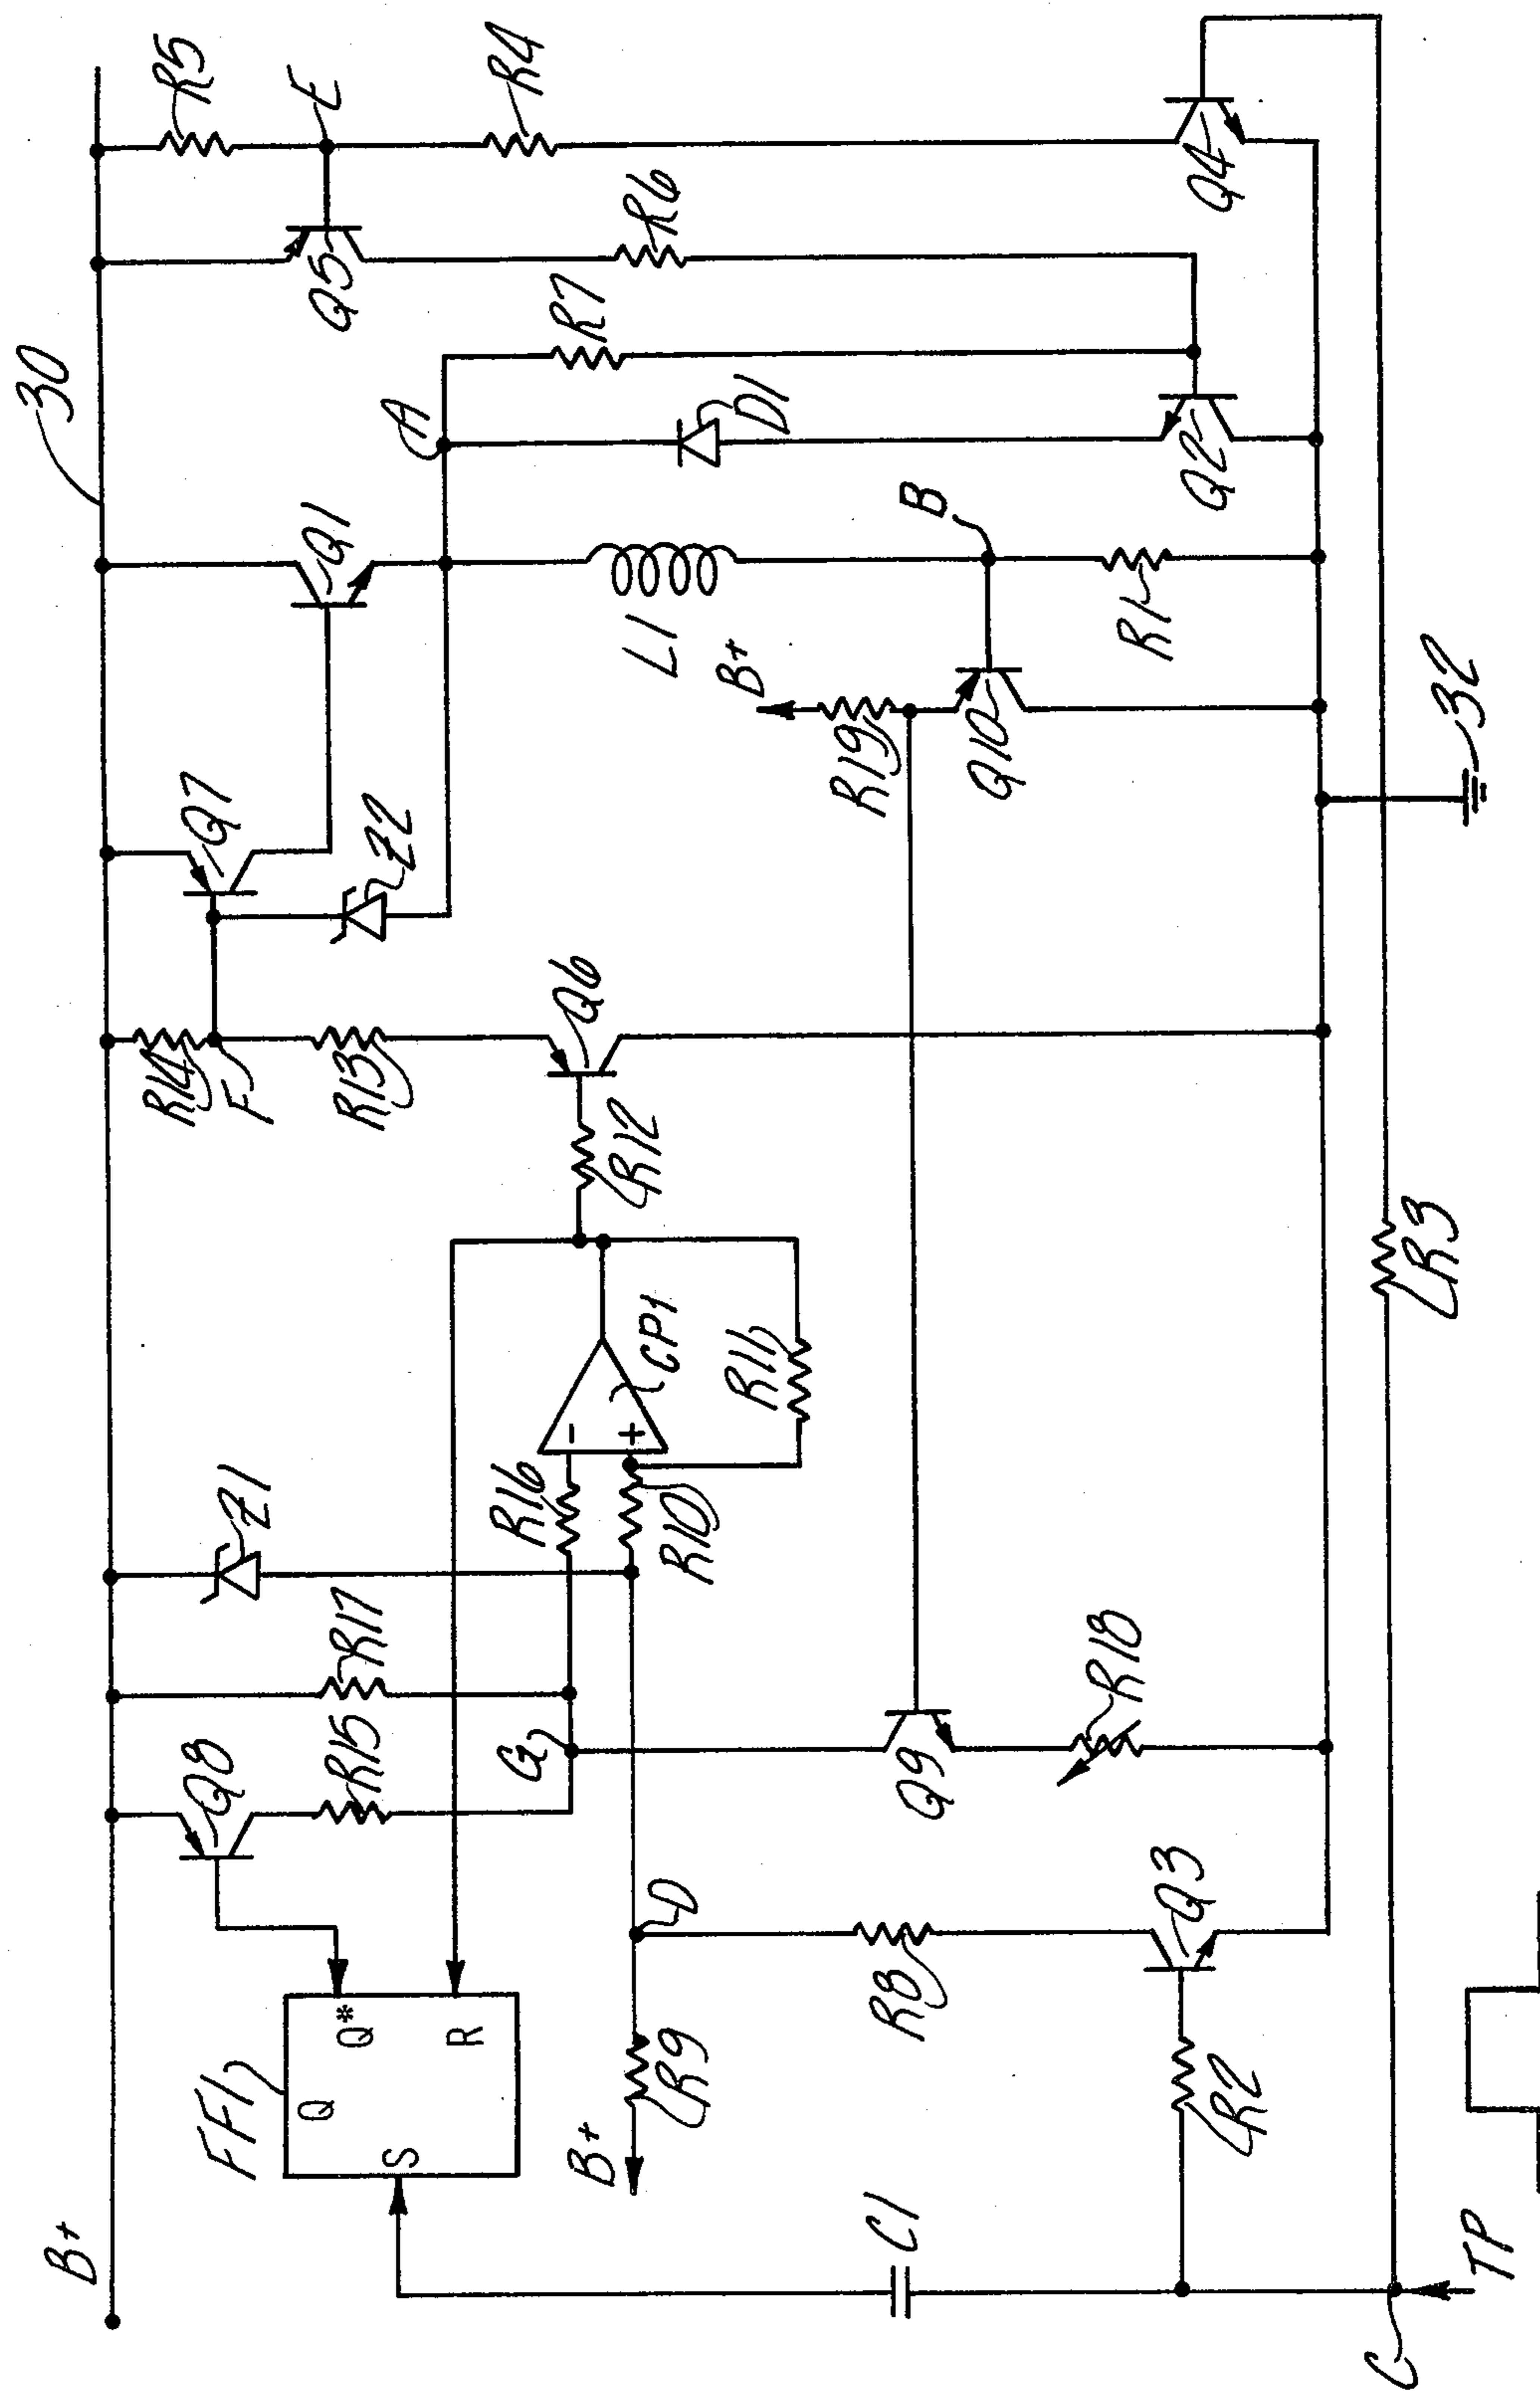 B+
30
FF1
S
Q
Q*
R
Q8
R15
R17
Z1
R14
F
Q7
Q1
Q5
R5
E
R4
G
R16
R10
-
+
CP1
R11
R12
R13
Q6
Z2
A
R7
R6
D1
L1
B+
R9
D
R8
Q9
R18
R19
B+
Q10
B
R1
Q2
Q4
C1
R2
Q3
R3
32
C
TP